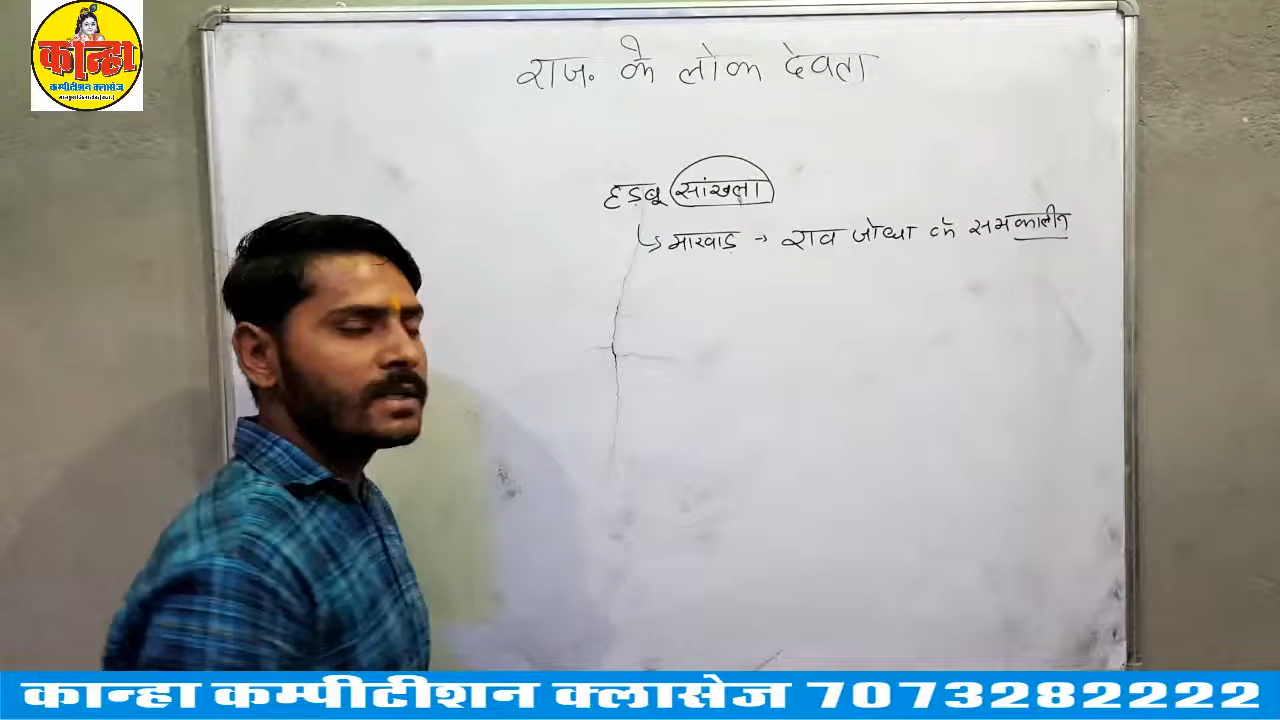 कान्हा
कम्पीटीशन क्लासेज
राज. के लोक देवता
हड़बू सांखला
↳ मारवाड़ → राव जोधा के समकालीन
कान्हा कम्पीटीशन क्लासेज 7073282222